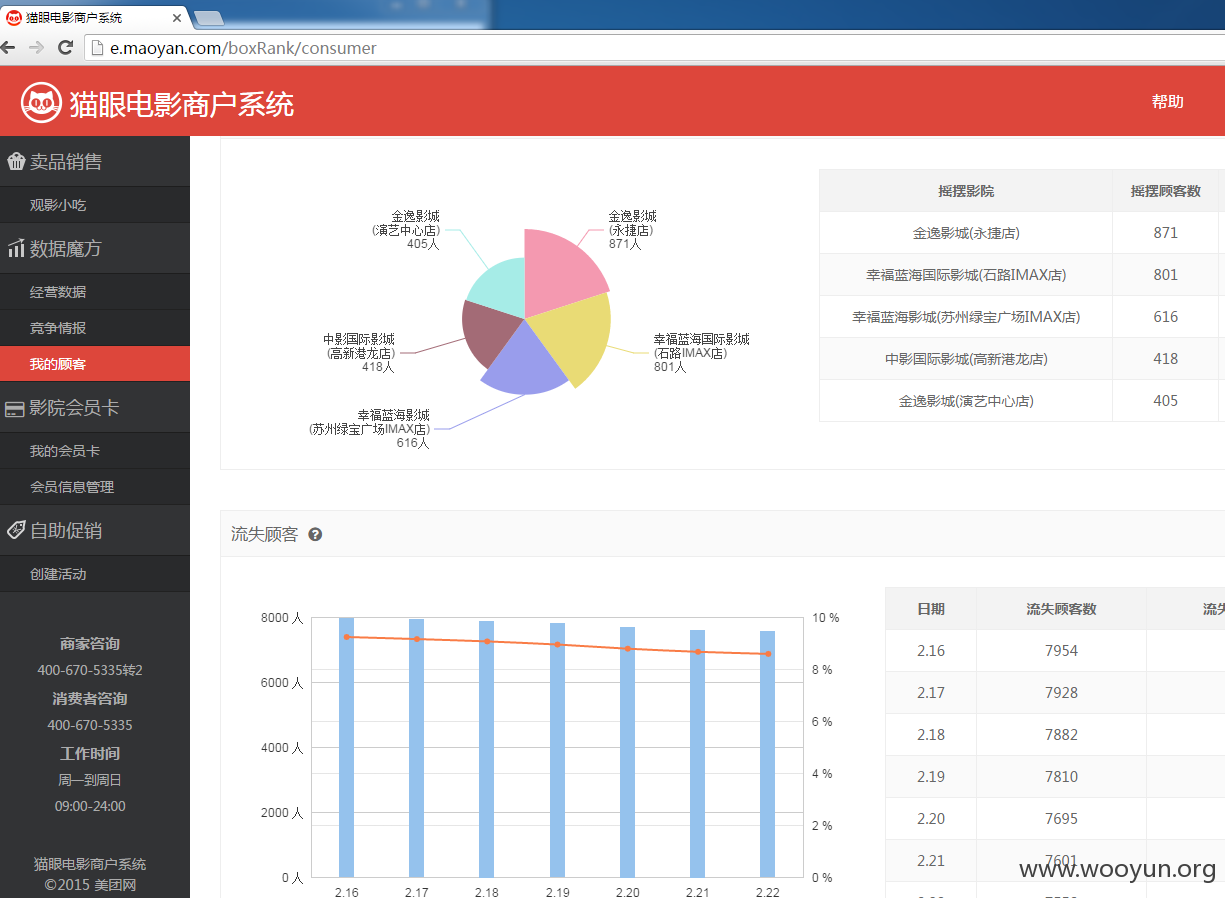 猫眼电影商户系统
e.maoyan.com/boxRank/consumer
猫眼电影商户系统
帮助
卖品销售
观影小吃
数据魔方
经营数据
竞争情报
我的顾客
影院会员卡
我的会员卡
会员信息管理
自助促销
创建活动
商家咨询
400-670-5335转2
消费者咨询
400-670-5335
工作时间
周一到周日
09:00-24:00
猫眼电影商户系统
©2015 美团网
金逸影城
(演艺中心店)
405人
金逸影城
(永捷店)
871人
中影国际影城
(高新港龙店)
418人
幸福蓝海国际影城
(石路IMAX店)
801人
幸福蓝海影城
(苏州绿宝广场IMAX店)
616人
摇摆影院 摇摆顾客数
金逸影城(永捷店) 871
幸福蓝海国际影城(石路IMAX店) 801
幸福蓝海影城(苏州绿宝广场IMAX店) 616
中影国际影城(高新港龙店) 418
金逸影城(演艺中心店) 405
流失顾客
8000 人
6000 人
4000 人
2000 人
0 人
10 %
8 %
6 %
4 %
2 %
0 %
2.16 2.17 2.18 2.19 2.20 2.21 2.22
日期 流失顾客数 流失
2.16 7954
2.17 7928
2.18 7882
2.19 7810
2.20 7695
2.21 7601
www.wooyun.org